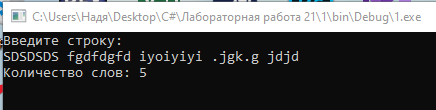 C:\Users\Надя\Desktop\C#\Лабораторная работа 21\1\bin\Debug\1.exe
Введите строку:
SDSDSDS fgdfdgfd iyoiyiyi .jgk.g jdjd
Количество слов: 5